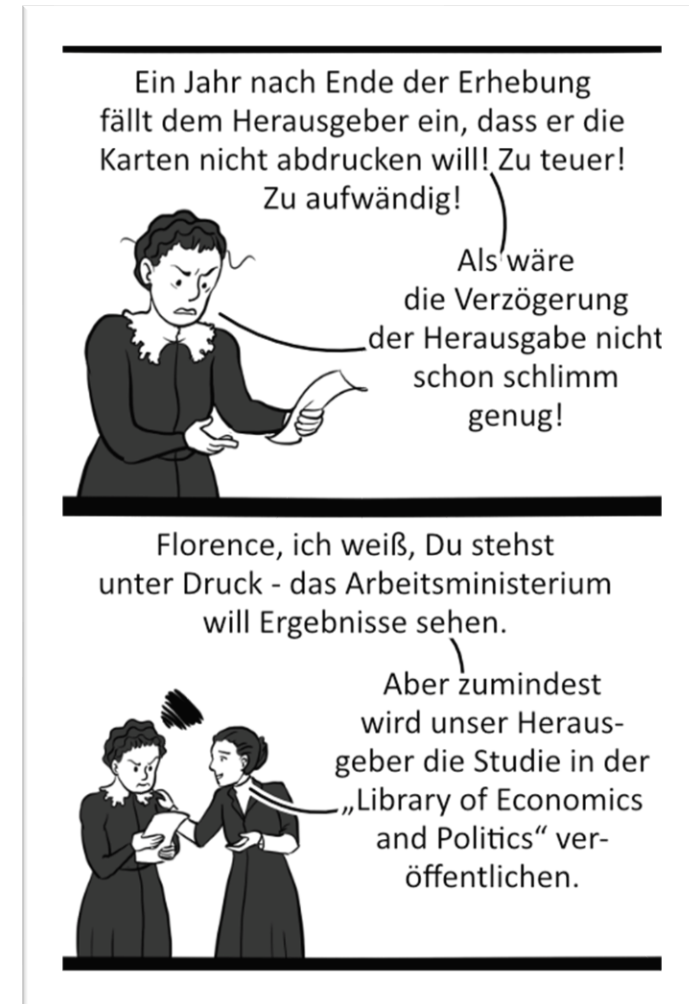 Ein Jahr nach Ende der Erhebung
fällt dem Herausgeber ein, dass er die
Karten nicht abdrucken will! Zu teuer!
Zu aufwändig!
Als wäre
die Verzögerung
der Herausgabe nicht
schon schlimm
genug!
Florence, ich weiß, Du stehst
unter Druck - das Arbeitsministerium
will Ergebnisse sehen.
Aber zumindest
wird unser Heraus-
geber die Studie in der
„Library of Economics
and Politics“ ver-
öffentlichen.